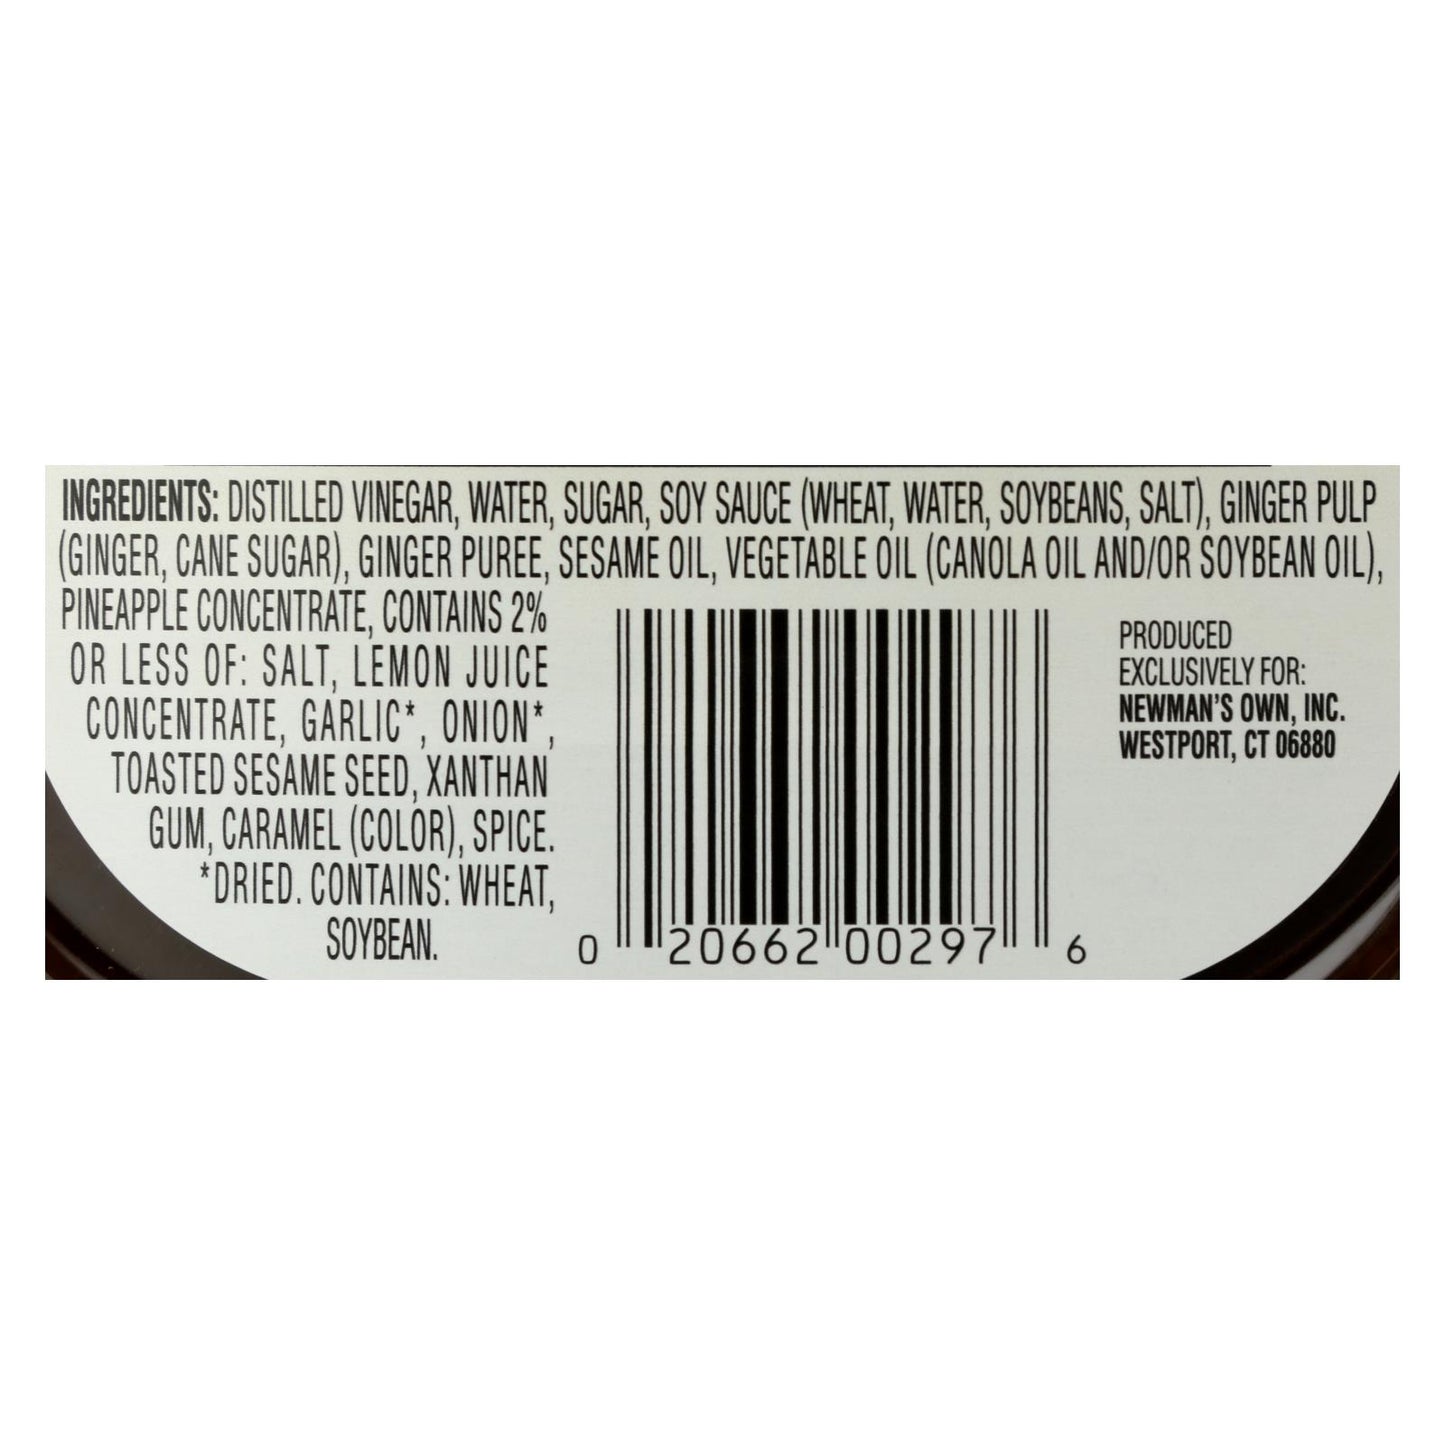 INGREDIENTS: DISTILLED VINEGAR, WATER, SUGAR, SOY SAUCE (WHEAT, WATER, SOYBEANS, SALT), GINGER PULP
(GINGER, CANE SUGAR), GINGER PUREE, SESAME OIL, VEGETABLE OIL (CANOLA OIL AND/OR SOYBEAN OIL),
PINEAPPLE CONCENTRATE, CONTAINS 2%
OR LESS OF: SALT, LEMON JUICE
CONCENTRATE, GARLIC*, ONION*,
TOASTED SESAME SEED, XANTHAN
GUM, CARAMEL (COLOR), SPICE.
*DRIED. CONTAINS: WHEAT,
SOYBEAN.
0 20662 00297 6
PRODUCED
EXCLUSIVELY FOR:
NEWMAN'S OWN, INC.
WESTPORT, CT 06880